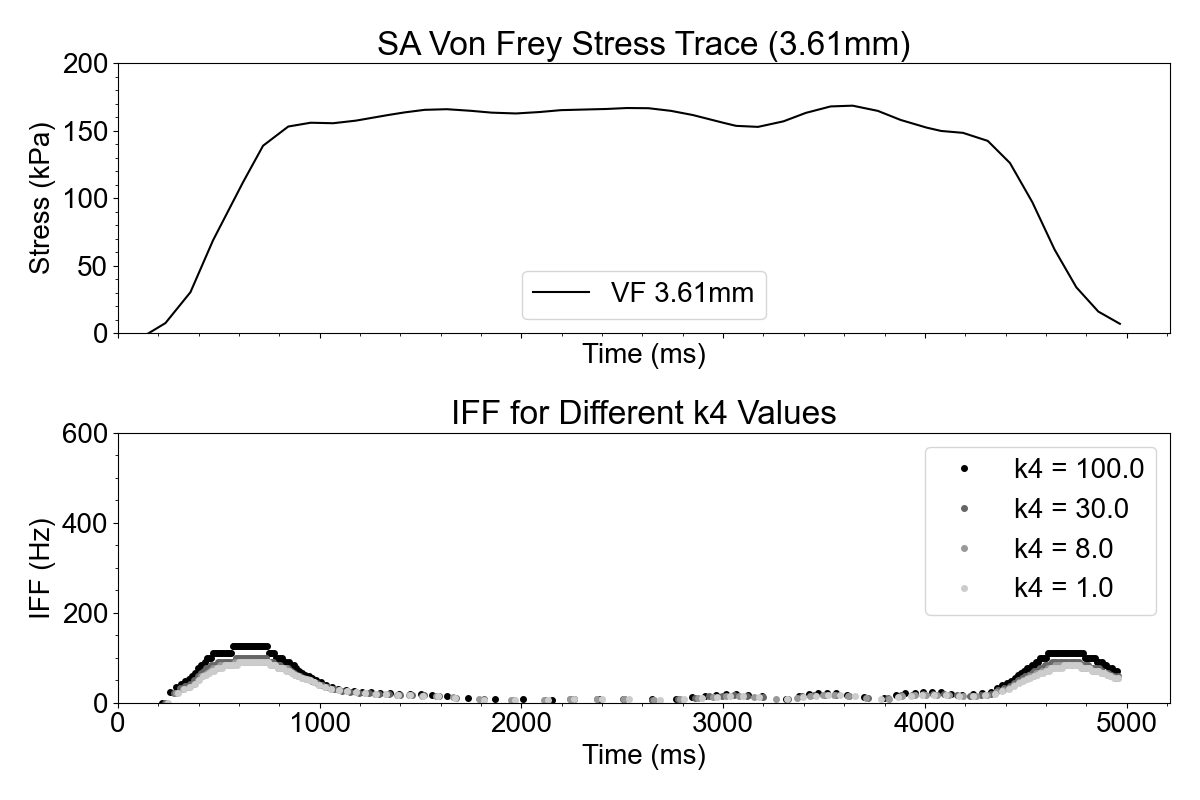 SA Von Frey Stress Trace (3.61mm)
200
150
100
50
0
Stress (kPa)
VF 3.61mm
Time (ms)
IFF for Different k4 Values
600
400
200
0
IFF (Hz)
k4 = 100.0
k4 = 30.0
k4 = 8.0
k4 = 1.0
0 1000 2000 3000 4000 5000
Time (ms)